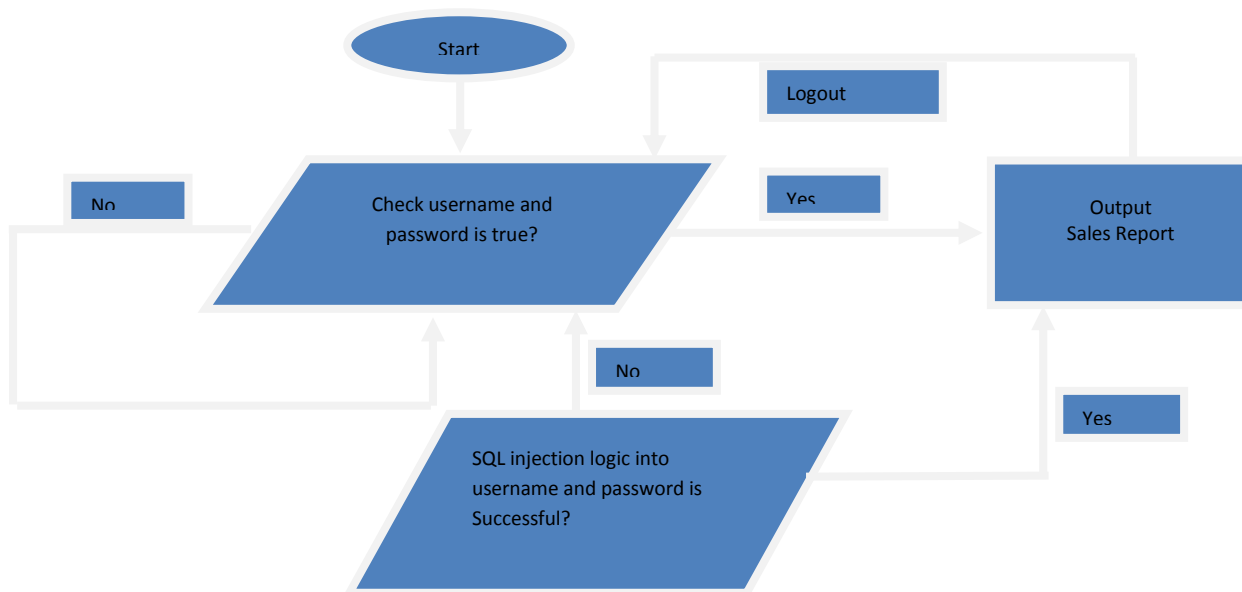 Start
Logout
No
Yes
Check username and
password is true?
Output
Sales Report
No
Yes
SQL injection logic into
username and password is
Successful?